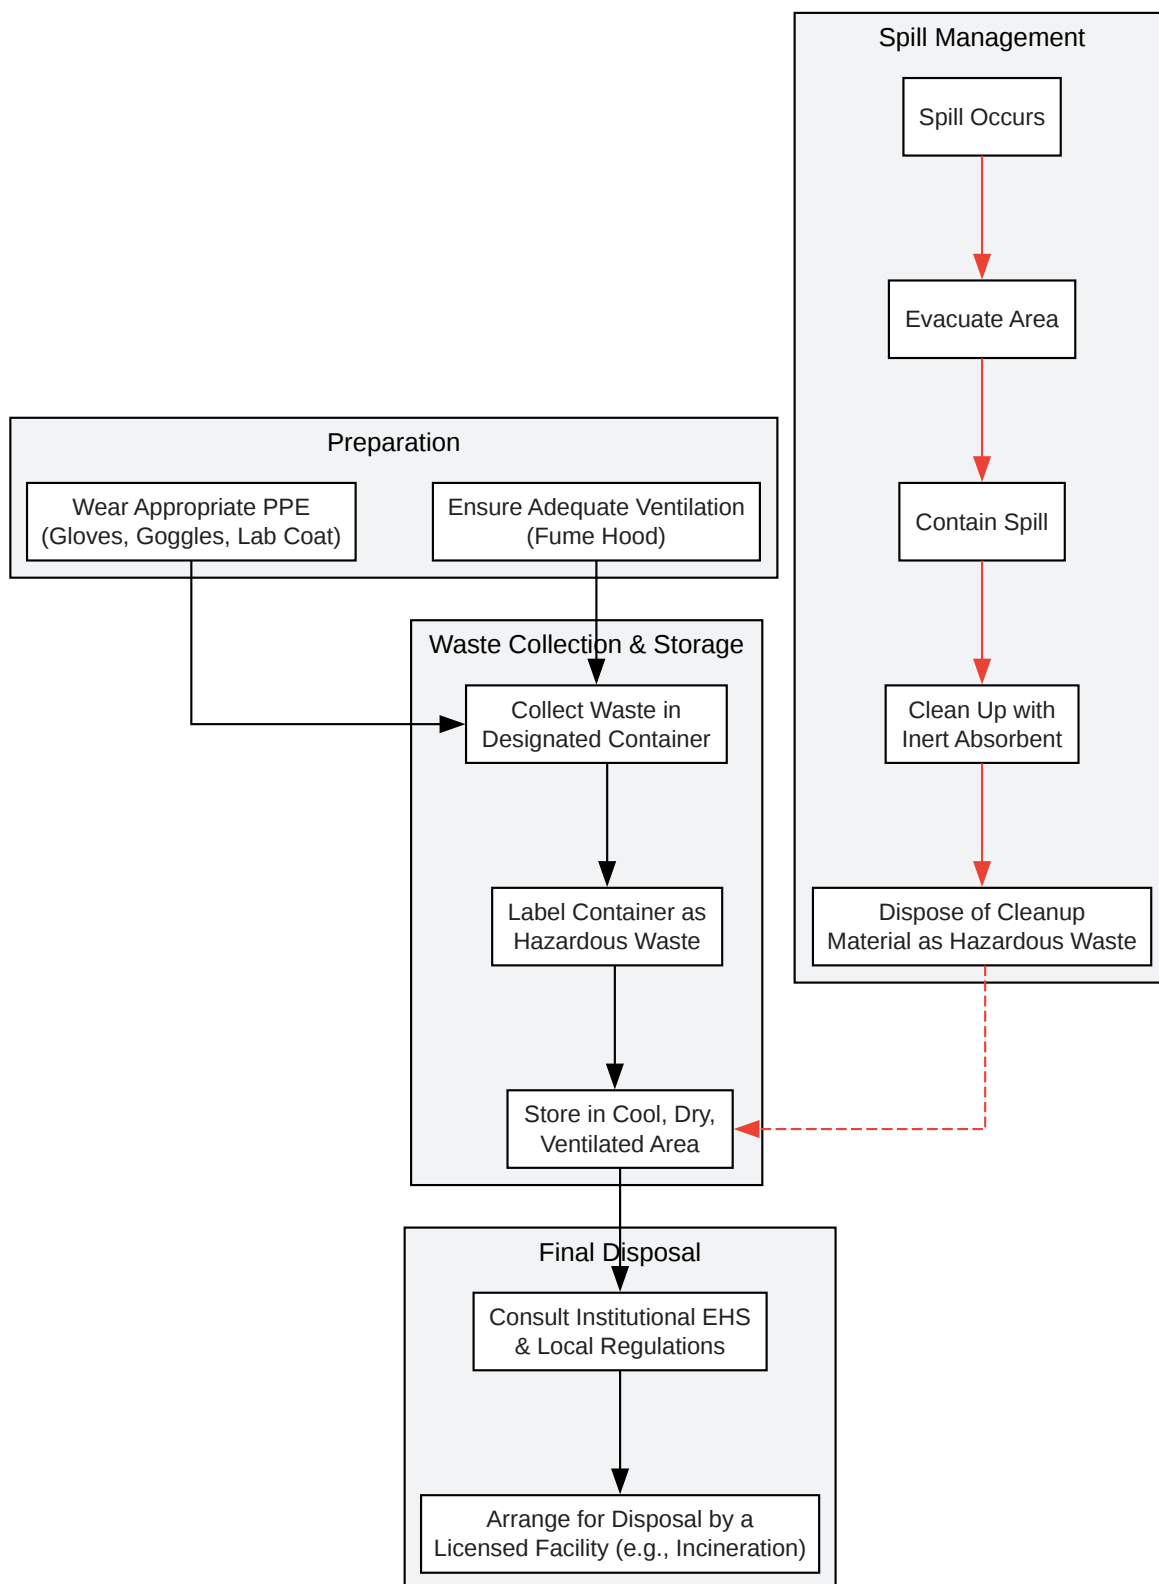 Spill Management
Spill Occurs
Evacuate Area
Contain Spill
Clean Up with
Inert Absorbent
Dispose of Cleanup
Material as Hazardous Waste
Preparation
Wear Appropriate PPE
(Gloves, Goggles, Lab Coat)
Ensure Adequate Ventilation
(Fume Hood)
Waste Collection & Storage
Collect Waste in
Designated Container
Label Container as
Hazardous Waste
Store in Cool, Dry,
Ventilated Area
Final Disposal
Consult Institutional EHS
& Local Regulations
Arrange for Disposal by a
Licensed Facility (e.g., Incineration)